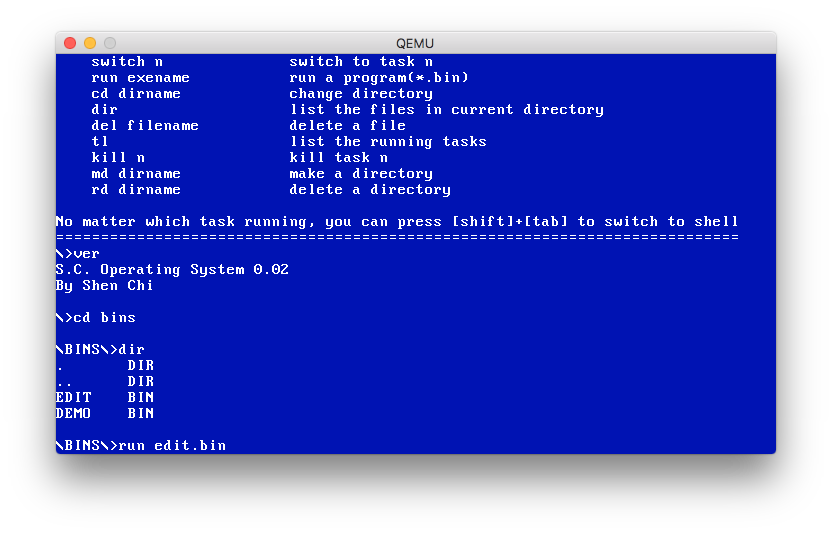 QEMU
switch n                switch to task n
run exename             run a program(*.bin)
cd dirname              change directory
dir                     list the files in current directory
del filename            delete a file
tl                      list the running tasks
kill n                  kill task n
md dirname              make a directory
rd dirname              delete a directory
No matter which task running, you can press [shift]+[tab] to switch to shell
============================================================================
\>ver
S.C. Operating System 0.02
By Shen Chi
\>cd bins
\BINS\>dir
.       DIR
..      DIR
EDIT    BIN
DEMO    BIN
\BINS\>run edit.bin